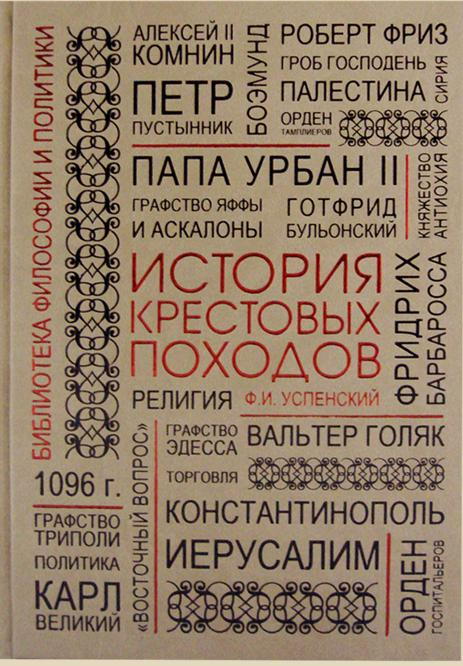 БИБЛИОТЕКА ФИЛОСОФИИ И ПОЛИТИКИ
АЛЕКСЕЙ II
КОМНИН
ПЕТР
ПУСТЫННИК
БОЭМУНД
РОБЕРТ ФРИЗ
ГРОБ ГОСПОДЕНЬ
ПАЛЕСТИНА
ОРДЕН
ТАМПЛИЕРОВ
СИРИЯ
ПАПА УРБАН II
ГРАФСТВО ЯФФЫ
И АСКАЛОНЫ
ГОТФРИД
БУЛЬОНСКИЙ
КНЯЖЕСТВО
АНТИОХИЯ
ИСТОРИЯ
КРЕСТОВЫХ
ПОХОДОВ
ФРИДРИХ
БАРБАРОССА
РЕЛИГИЯ
Ф.И. УСПЕНСКИЙ
1096 г.
ГРАФСТВО
ТРИПОЛИ
ПОЛИТИКА
КАРЛ
ВЕЛИКИЙ
«ВОСТОЧНЫЙ ВОПРОС»
ГРАФСТВО
ЭДЕССА
ВАЛЬТЕР ГОЛЯК
ТОРГОВЛЯ
КОНСТАНТИНОПОЛЬ
ИЕРУСАЛИМ
ОРДЕН
ГОСПИТАЛЬЕРОВ